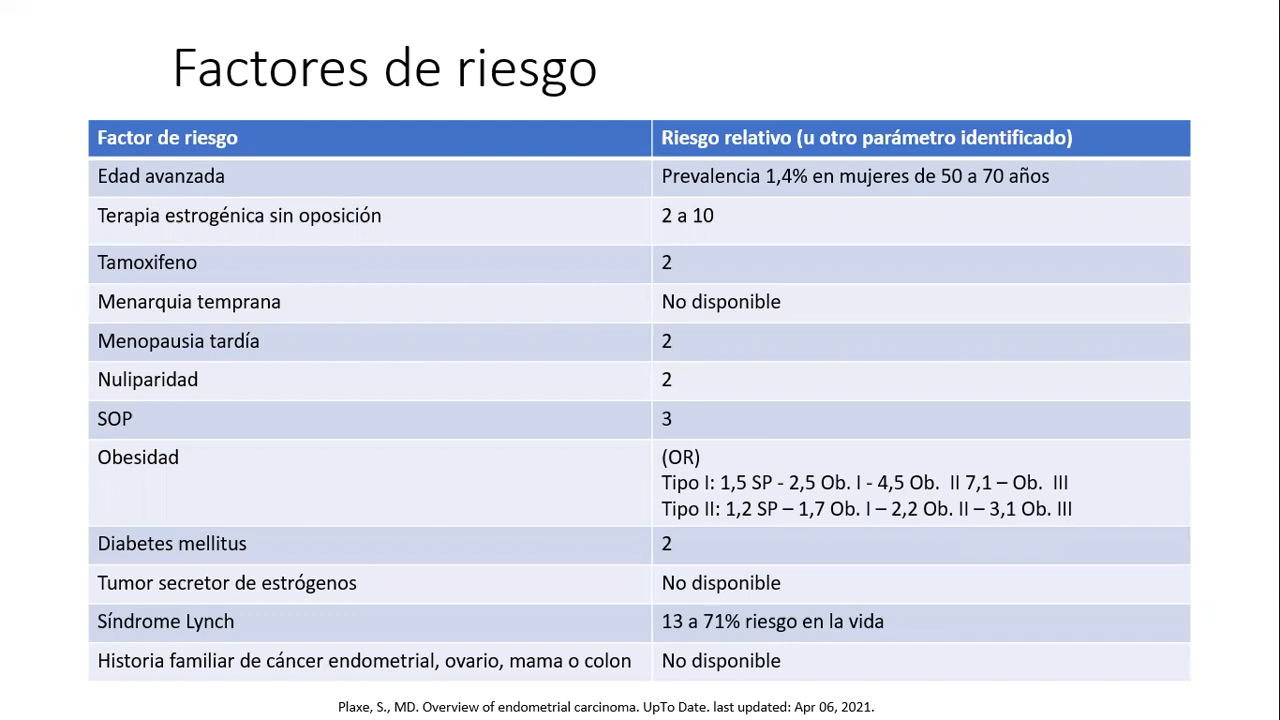 Factores de riesgo
Factor de riesgo
Riesgo relativo (u otro parámetro identificado)
Edad avanzada
Prevalencia 1,4% en mujeres de 50 a 70 años
Terapia estrogénica sin oposición
2 a 10
Tamoxifeno
2
Menarquia temprana
No disponible
Menopausia tardía
2
Nuliparidad
2
SOP
3
Obesidad
(OR)
Tipo I: 1,5 SP - 2,5 Ob. I - 4,5 Ob. II 7,1 – Ob. III
Tipo II: 1,2 SP – 1,7 Ob. I – 2,2 Ob. II – 3,1 Ob. III
Diabetes mellitus
2
Tumor secretor de estrógenos
No disponible
Síndrome Lynch
13 a 71% riesgo en la vida
Historia familiar de cáncer endometrial, ovario, mama o colon
No disponible
Plaxe, S., MD. Overview of endometrial carcinoma. UpTo Date. last updated: Apr 06, 2021.